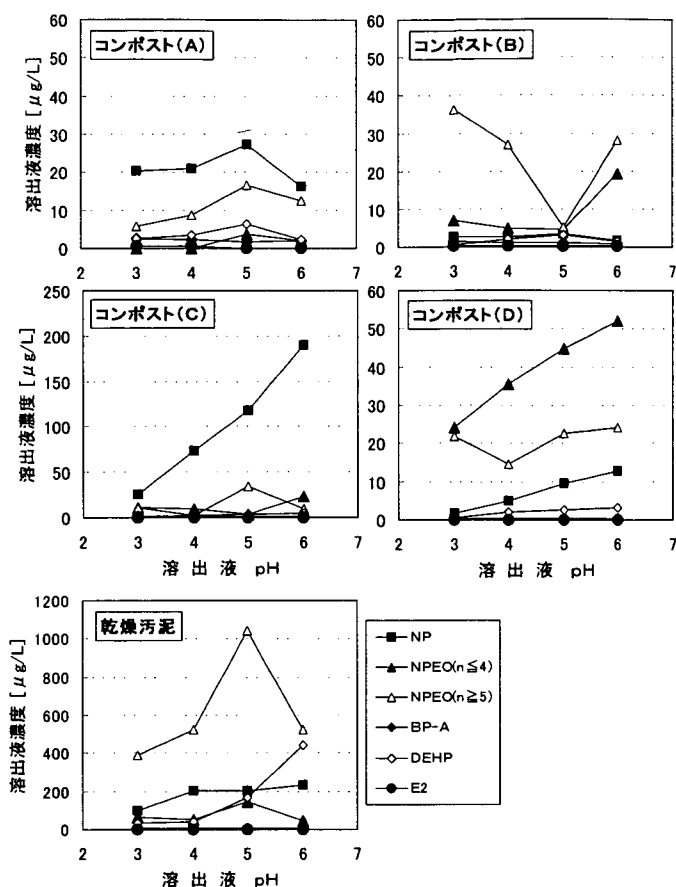 コンポスト(A)
溶出液濃度 [μg/L]
60
50
40
30
20
10
0
2 3 4 5 6 7
コンポスト(B)
60
50
40
30
20
10
0
2 3 4 5 6 7
コンポスト(C)
溶出液濃度 [μg/L]
250
200
150
100
50
0
2 3 4 5 6 7
溶出液 pH
コンポスト(D)
60
50
40
30
20
10
0
2 3 4 5 6 7
溶出液 pH
乾燥汚泥
溶出液濃度 [μg/L]
1200
1000
800
600
400
200
0
2 3 4 5 6 7
溶出液 pH
NP
NPEO(n≦4)
NPEO(n≧5)
BP-A
DEHP
E2